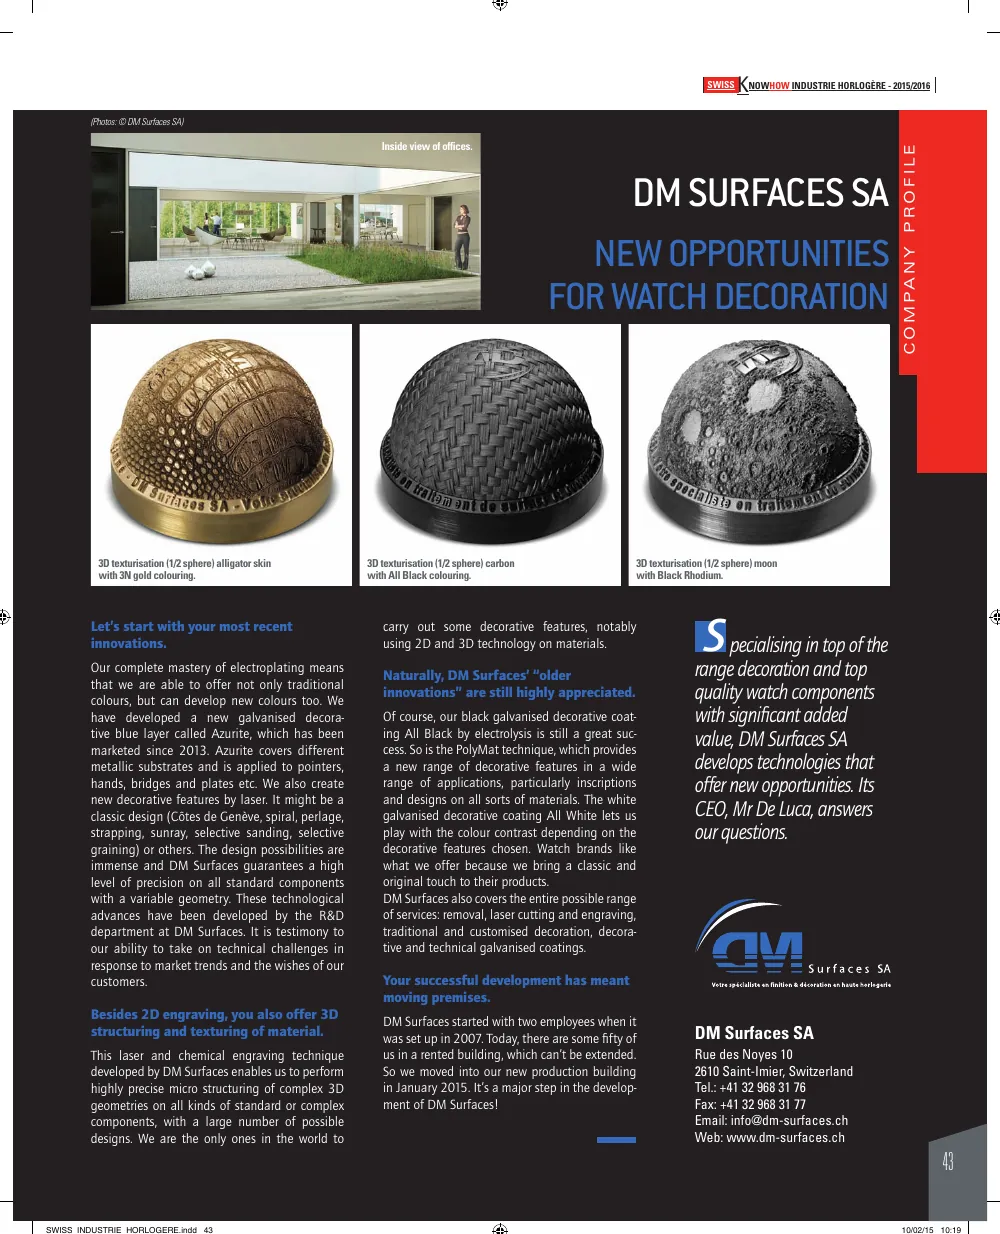 SWISS KNOWHOW INDUSTRIE HORLOGÈRE - 2015/2016
(Photos: © DM Surfaces SA)
Inside view of offices.
COMPANY PROFILE
DM SURFACES SA
NEW OPPORTUNITIES
FOR WATCH DECORATION
DM Surfaces SA - Votre
en traitement de sur
specialiste en traitement du
3D texturisation (1/2 sphere) alligator skin
with 3N gold colouring.
3D texturisation (1/2 sphere) carbon
with All Black colouring.
3D texturisation (1/2 sphere) moon
with Black Rhodium.
Let's start with your most recent
innovations.
Our complete mastery of electroplating means
that we are able to offer not only traditional
colours, but can develop new colours too. We
have developed a new galvanised decora-
tive blue layer called Azurite, which has been
marketed since 2013. Azurite covers different
metallic substrates and is applied to pointers,
hands, bridges and plates etc. We also create
new decorative features by laser. It might be a
classic design (Côtes de Genève, spiral, perlage,
strapping, sunray, selective sanding, selective
graining) or others. The design possibilities are
immense and DM Surfaces guarantees a high
level of precision on all standard components
with a variable geometry. These technological
advances have been developed by the R&D
department at DM Surfaces. It is testimony to
our ability to take on technical challenges in
response to market trends and the wishes of our
customers.
Besides 2D engraving, you also offer 3D
structuring and texturing of material.
This laser and chemical engraving technique
developed by DM Surfaces enables us to perform
highly precise micro structuring of complex 3D
geometries on all kinds of standard or complex
components, with a large number of possible
designs. We are the only ones in the world to
carry out some decorative features, notably
using 2D and 3D technology on materials.
Naturally, DM Surfaces' “older
innovations” are still highly appreciated.
Of course, our black galvanised decorative coat-
ing All Black by electrolysis is still a great suc-
cess. So is the PolyMat technique, which provides
a new range of decorative features in a wide
range of applications, particularly inscriptions
and designs on all sorts of materials. The white
galvanised decorative coating All White lets us
play with the colour contrast depending on the
decorative features chosen. Watch brands like
what we offer because we bring a classic and
original touch to their products.
DM Surfaces also covers the entire possible range
of services: removal, laser cutting and engraving,
traditional and customised decoration, decora-
tive and technical galvanised coatings.
Your successful development has meant
moving premises.
DM Surfaces started with two employees when it
was set up in 2007. Today, there are some fifty of
us in a rented building, which can't be extended.
So we moved into our new production building
in January 2015. It's a major step in the develop-
ment of DM Surfaces!
Specialising in top of the
range decoration and top
quality watch components
with significant added
value, DM Surfaces SA
develops technologies that
offer new opportunities. Its
CEO, Mr De Luca, answers
our questions.
DM
Surfaces SA
Votre spécialiste en finition & décoration en haute horlogerie
DM Surfaces SA
Rue des Noyes 10
2610 Saint-Imier, Switzerland
Tel.: +41 32 968 31 76
Fax: +41 32 968 31 77
Email: info@dm-surfaces.ch
Web: www.dm-surfaces.ch
43
SWISS_INDUSTRIE_HORLOGERE.indd 43
10/02/15 10:19